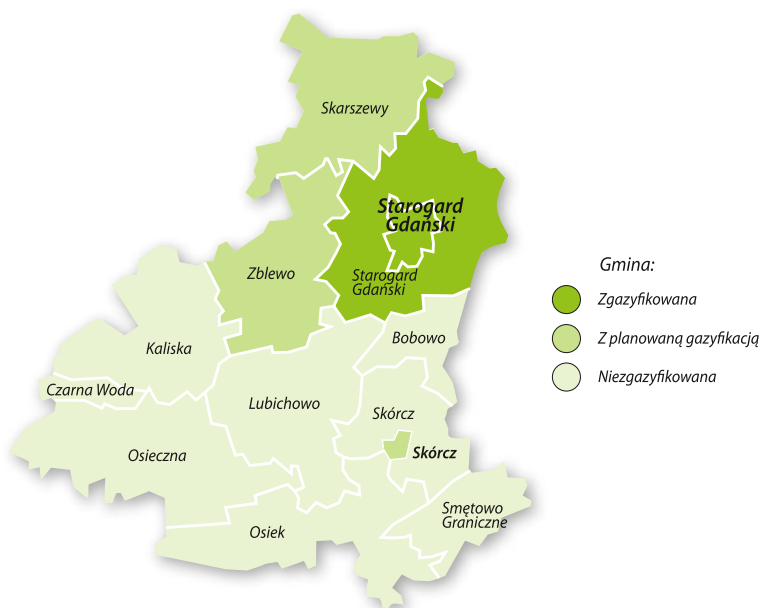 Skarszewy
Starogard
Gdański
Zblewo
Starogard
Gdański
Gmina:
Zgazyfikowana
Z planowaną gazyfikacją
Niezgazyfikowana
Bobowo
Kaliska
Czarna Woda
Lubichowo
Skórcz
Skórcz
Osieczna
Smętowo
Graniczne
Osiek